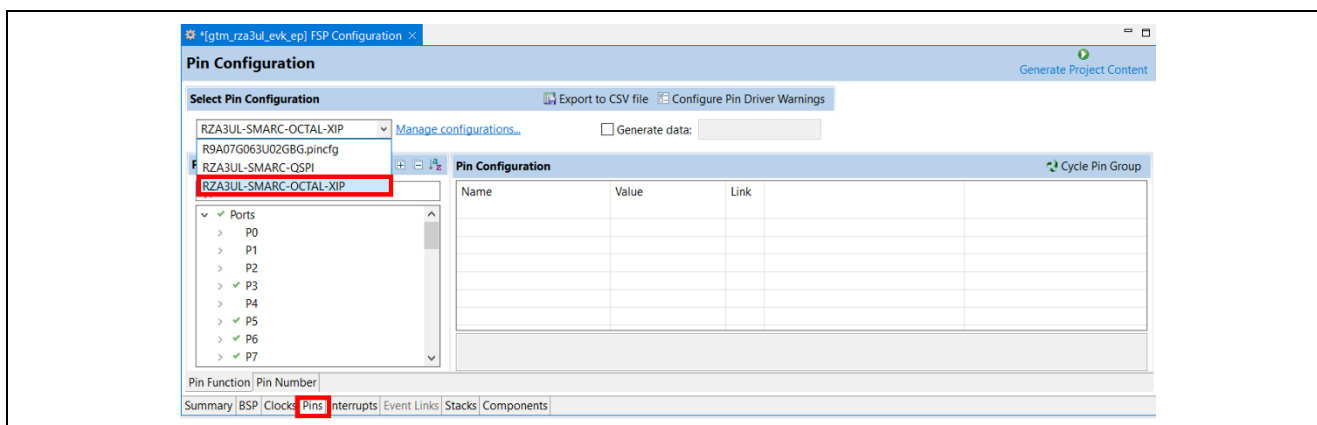 *[gtm_rza3ul_evk_ep] FSP Configuration
Pin Configuration
Generate Project Content
Select Pin Configuration
Export to CSV file
Configure Pin Driver Warnings
RZA3UL-SMARC-OCTAL-XIP
Manage configurations...
Generate data:
R9A07G063U02GBG.pincfg
RZA3UL-SMARC-QSPI
RZA3UL-SMARC-OCTAL-XIP
Pin Configuration
Cycle Pin Group
Name Value Link
Ports
P0
P1
P2
P3
P4
P5
P6
P7
Pin Function Pin Number
Summary BSP Clocks Pins Interrupts Event Links Stacks Components